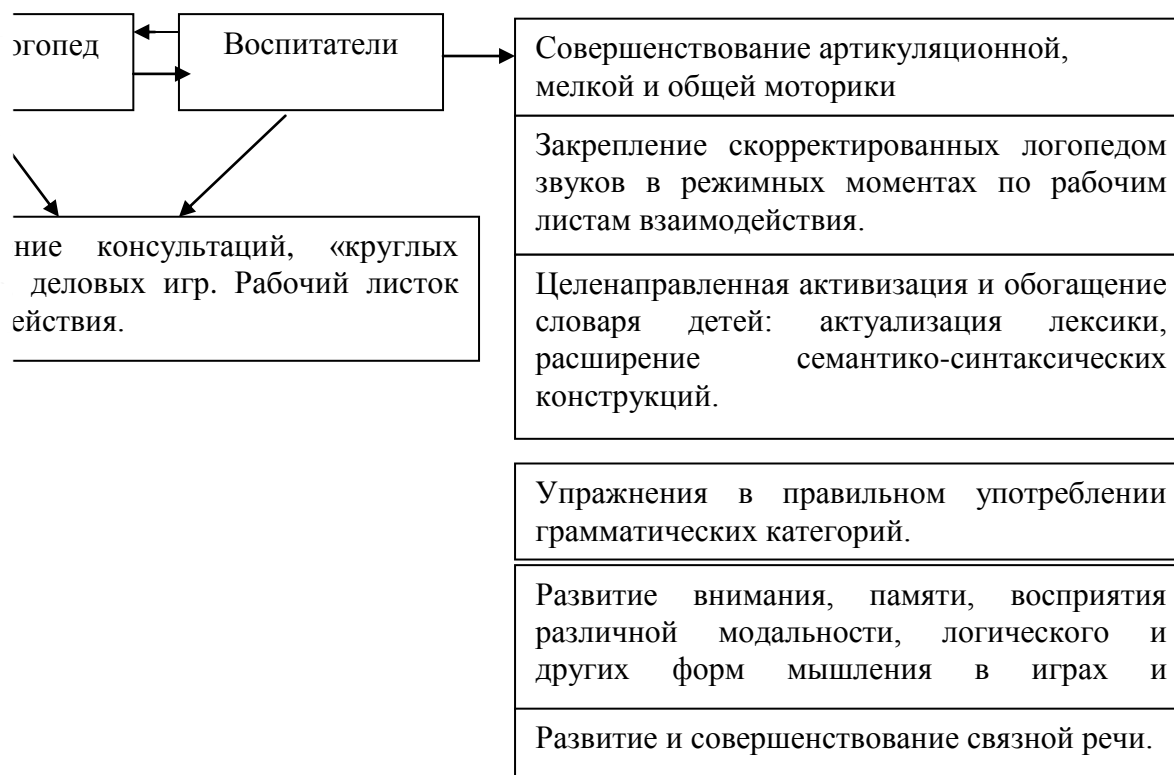 огопед
Воспитатели
Совершенствование артикуляционной,
мелкой и общей моторики
Закрепление скорректированных логопедом
звуков в режимных моментах по рабочим
листам взаимодействия.
ние консультаций, «круглых
деловых игр. Рабочий листок
ействия.
Целенаправленная активизация и обогащение
словаря детей: актуализация лексики,
расширение семантико-синтаксических
конструкций.
Упражнения в правильном употреблении
грамматических категорий.
Развитие внимания, памяти, восприятия
различной модальности, логического и
других форм мышления в играх и
Развитие и совершенствование связной речи.